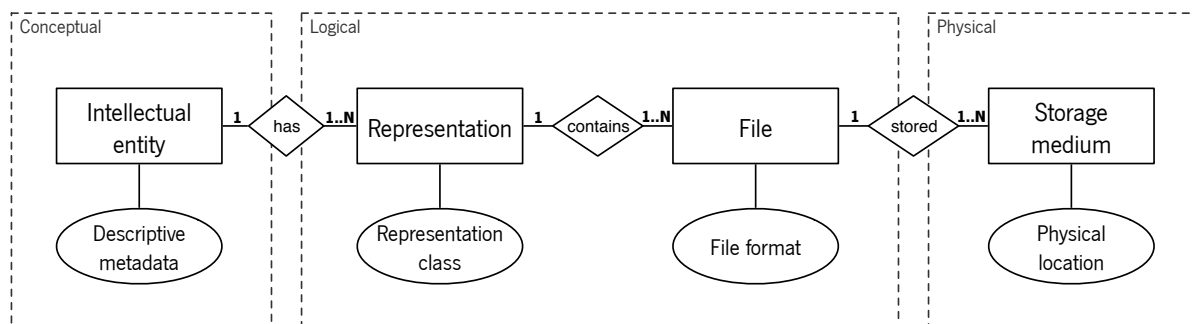 Conceptual
Logical
Physical
Intellectual
entity
1
has
1..N
Representation
1
contains
1..N
File
1
stored
1..N
Storage
medium
Descriptive
metadata
Representation
class
File format
Physical
location